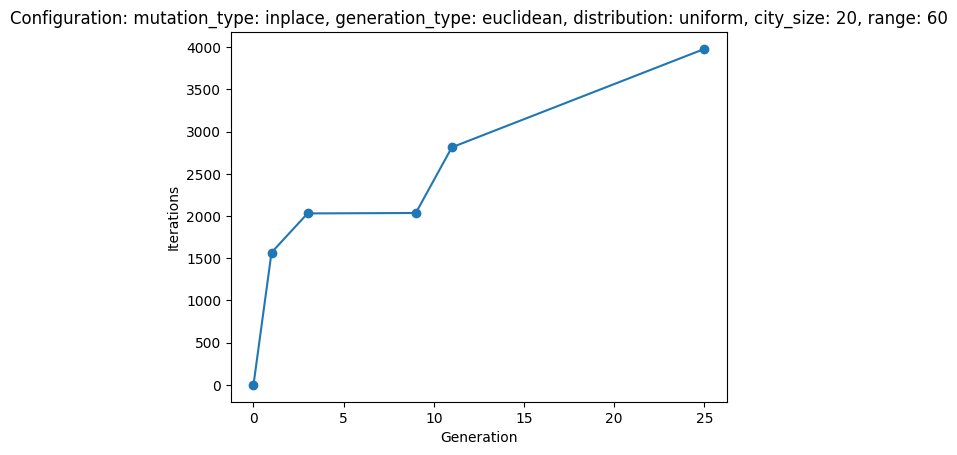 Configuration: mutation_type: inplace, generation_type: euclidean, distribution: uniform, city_size: 20, range: 60
4000
3500
3000
2500
2000
1500
1000
500
0
Iterations
0 5 10 15 20 25
Generation